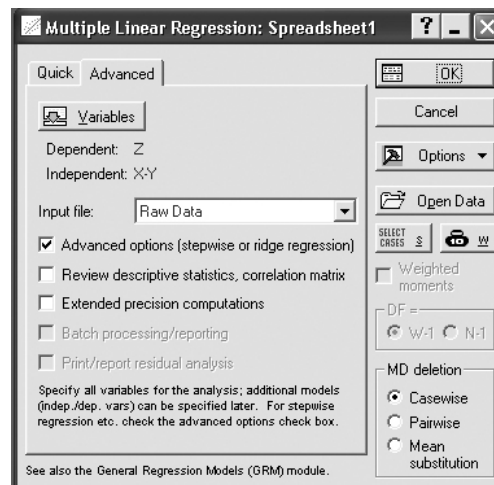 Multiple Linear Regression: Spreadsheet1
Quick
Advanced
Variables
Dependent: Z
Independent: X-Y
Input file: Raw Data
Advanced options (stepwise or ridge regression)
Review descriptive statistics, correlation matrix
Extended precision computations
Batch processing/reporting
Print/report residual analysis
Specify all variables for the analysis; additional models
(indep./dep. vars) can be specified later. For stepwise
regression etc. check the advanced options check box.
See also the General Regression Models (GRM) module.
OK
Cancel
Options
Open Data
SELECT
CASES S W
Weighted
moments
DF =
W-1 N-1
MD deletion
Casewise
Pairwise
Mean
substitution